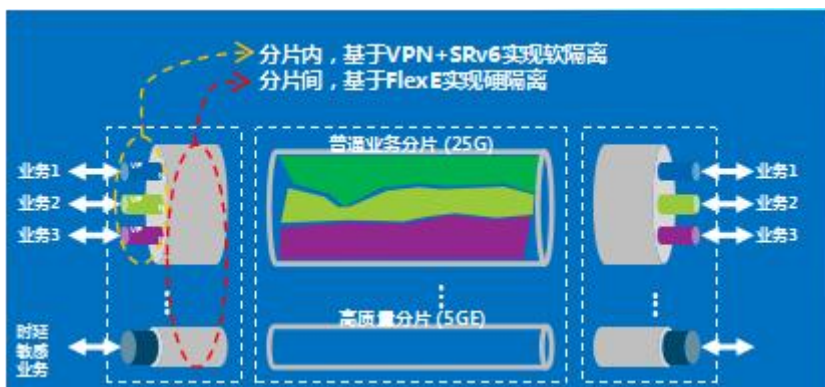 分片内，基于VPN+SRv6实现软隔离
分片间，基于FlexE实现硬隔离
普通业务分片 (25G)
业务1
业务2
业务3
业务1
业务2
业务3
高质量分片 (5GE)
时延
敏感
业务